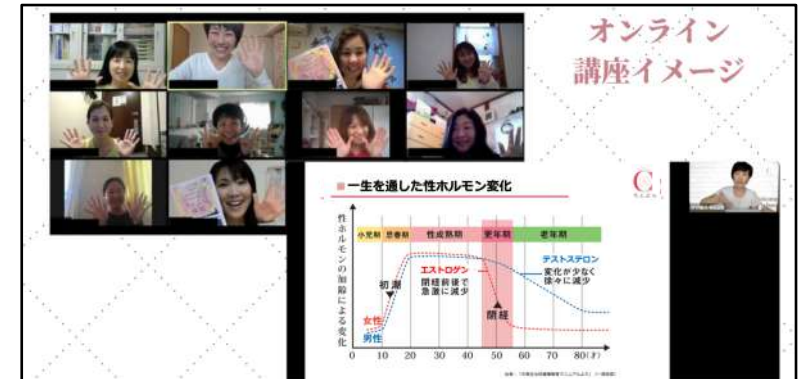 オンライン
講座イメージ
■一生を通した性ホルモン変化
性ホルモンの加齢による変化
小児期 思春期 性成熟期 更年期 老年期
テストステロン
変化が少なく
徐々に減少
エストロゲン
閉経前後で
急激に減少
初潮
閉経
女性
男性
0 10 20 30 40 50 60 70 80(才)